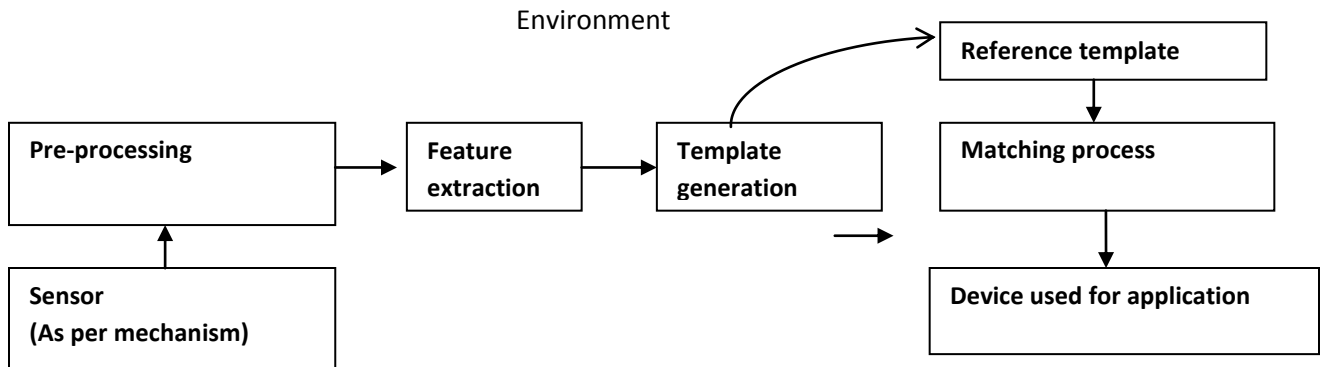 Environment
Reference template
Pre-processing
Feature
extraction
Template
generation
Matching process
Sensor
(As per mechanism)
Device used for application